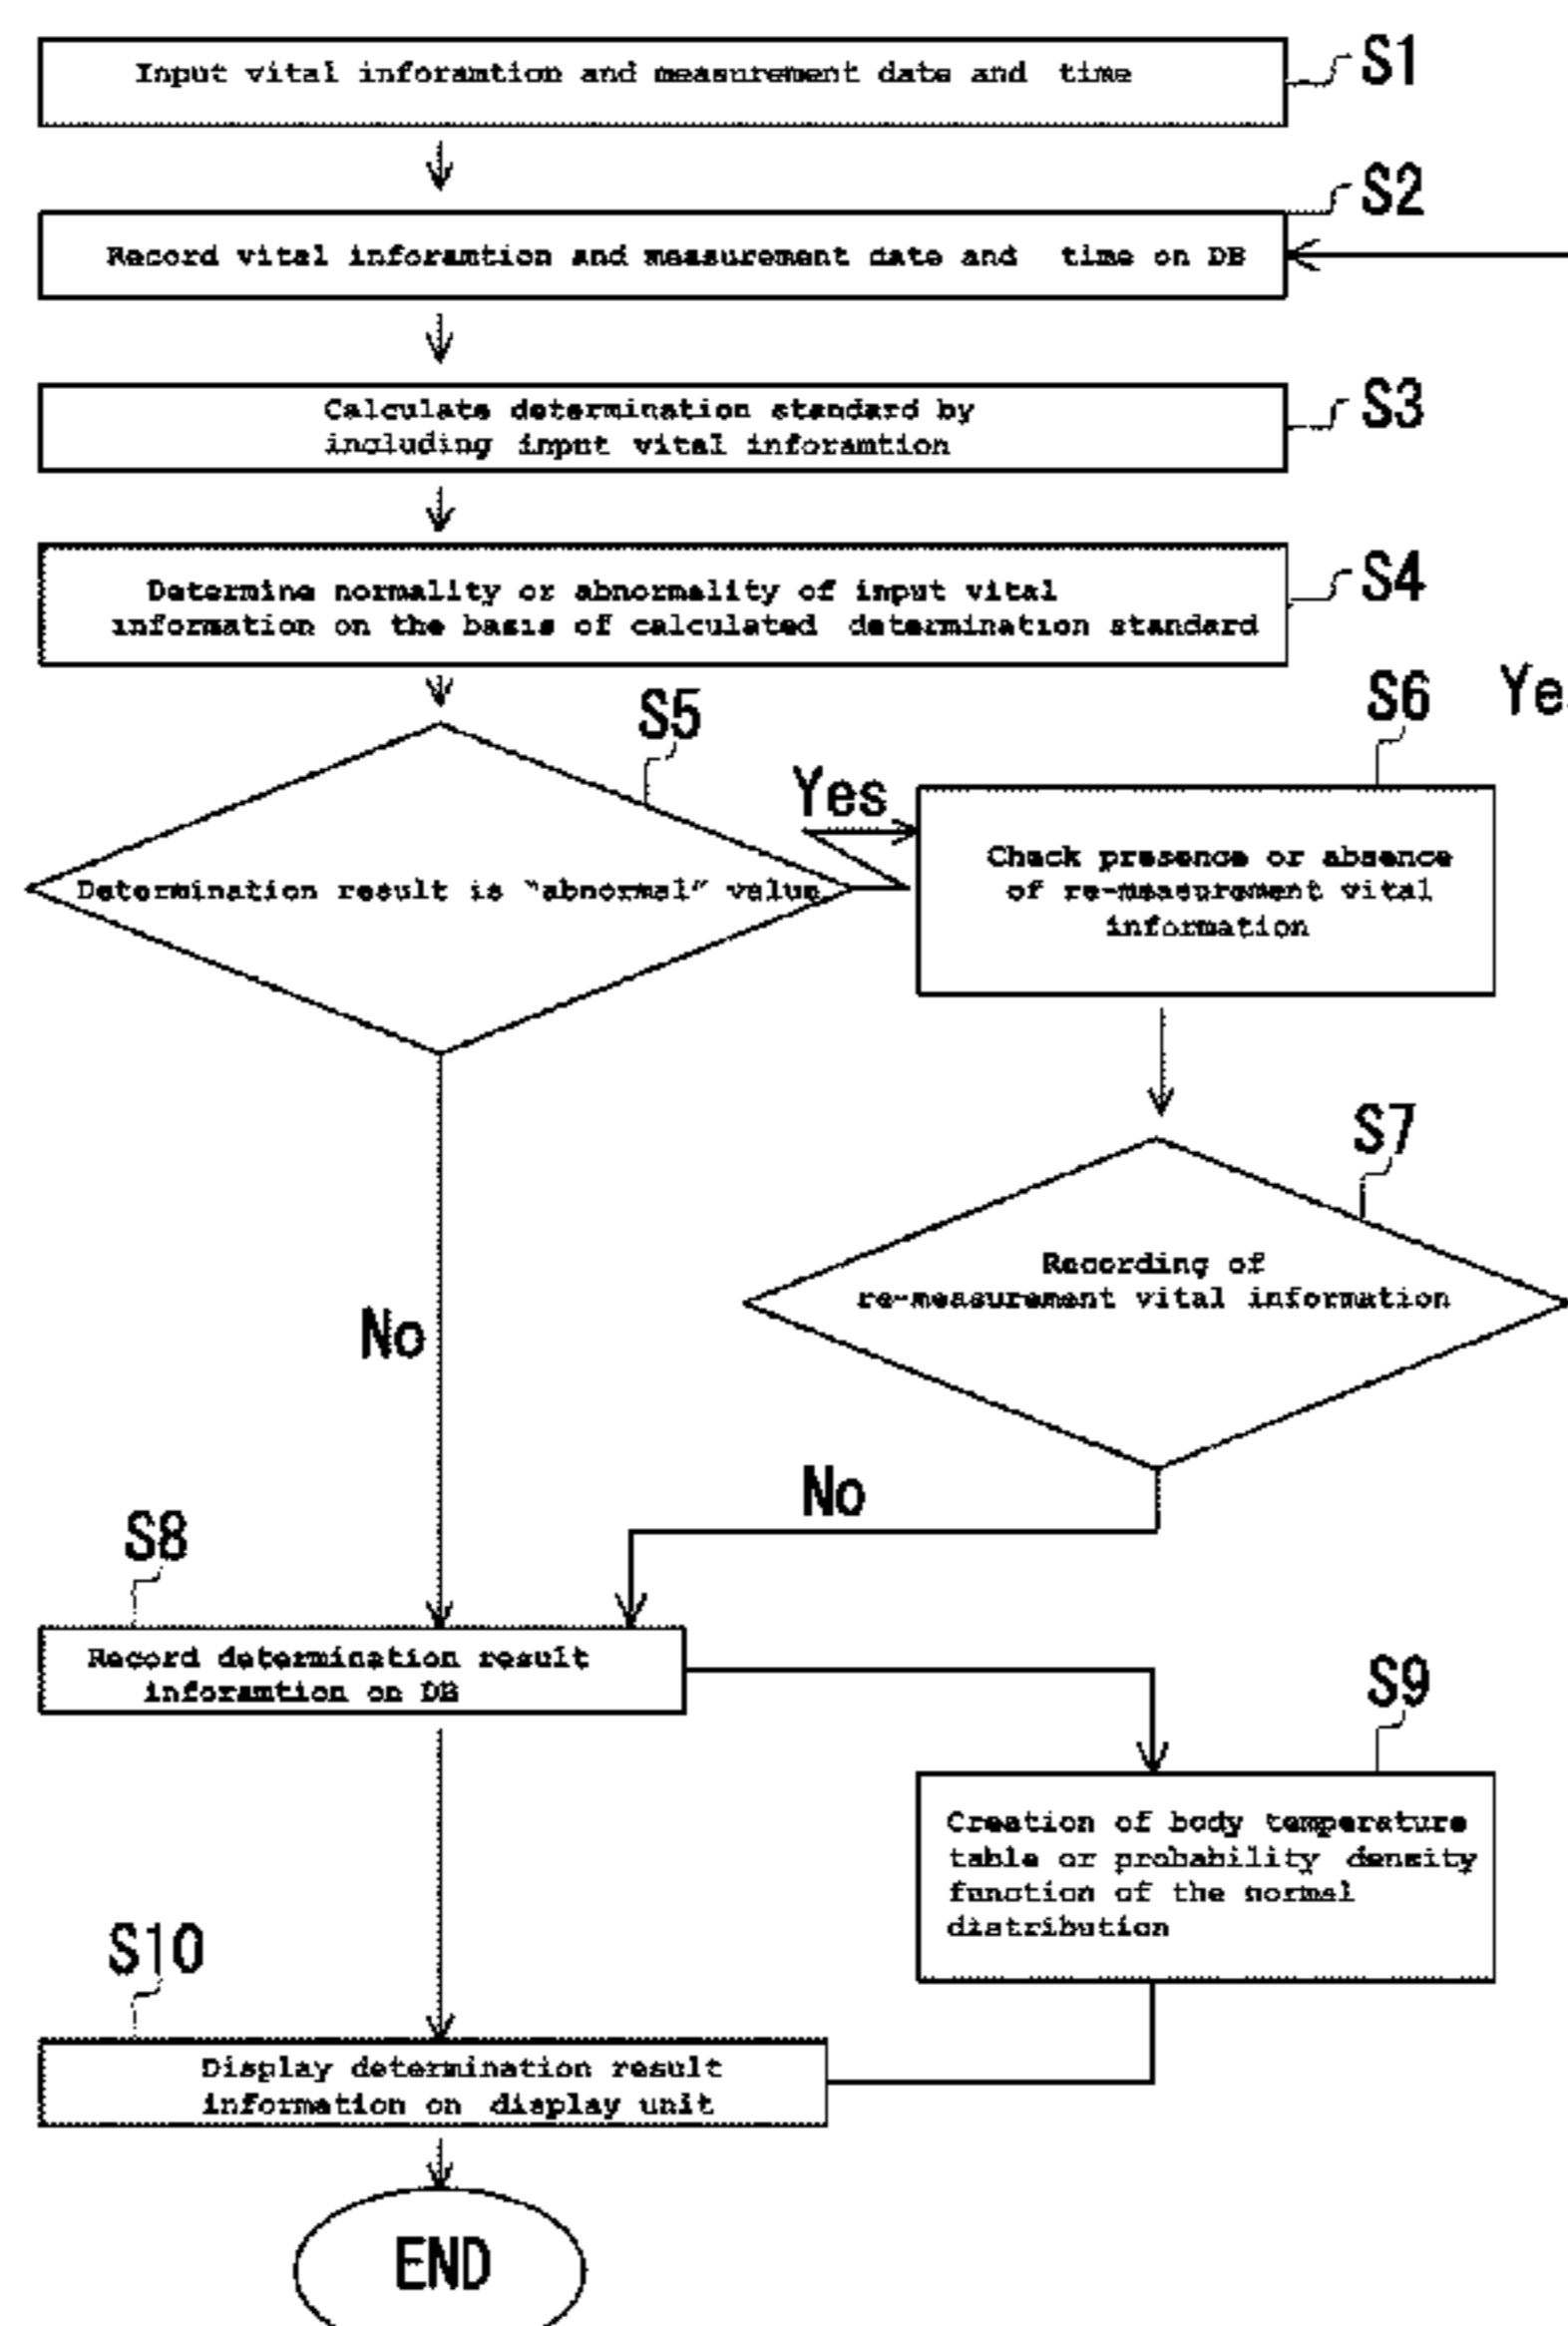 Input vital inforamtion and measurement date and time
S1
S2
Record vital inforamtion and measurement date and time on DB
S3
Calculate determination standard by
including input vital inforamtion
S4
Determine normality or abnormality of input vital
information on the basis of calculated determination standard
S5
S6
Ye
Yes
Determination result is "abnormal" value
Check presence or absence
of re-measurement vital
information
S7
Recording of
re-measurement vital information
No
No
S8
Record determination result
inforamtion on DB
S9
Creation of body temperature
table or probability density
function of the normal
distribution
S10
Display determination result
information on display unit
END